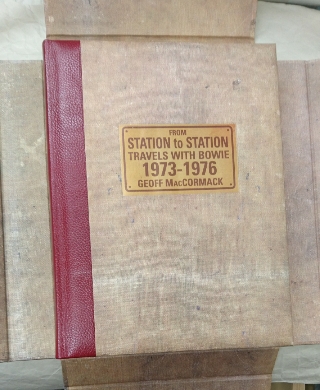 FROM
STATION to STATION
TRAVELS WITH BOWIE
1973-1976
GEOFF MACCORMACK